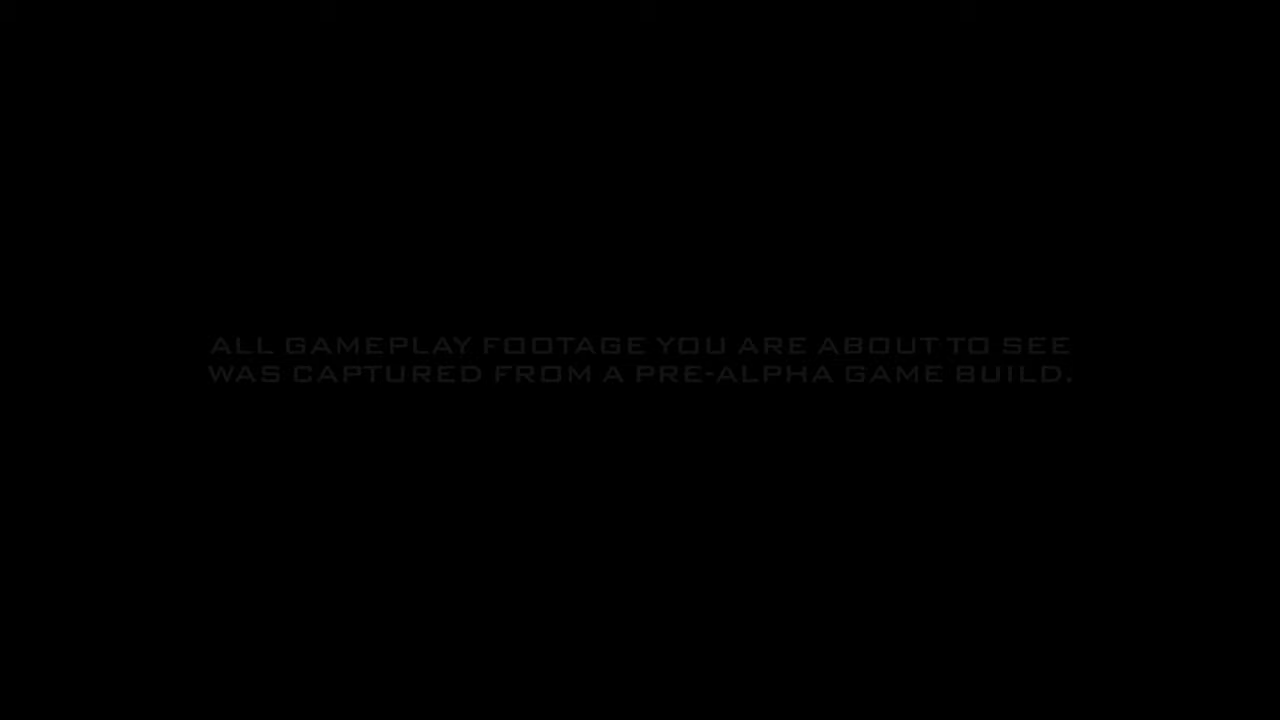 ALL GAMEPLAY FOOTAGE YOU ARE ABOUT TO SEE
WAS CAPTURED FROM A PRE-ALPHA GAME BUILD.